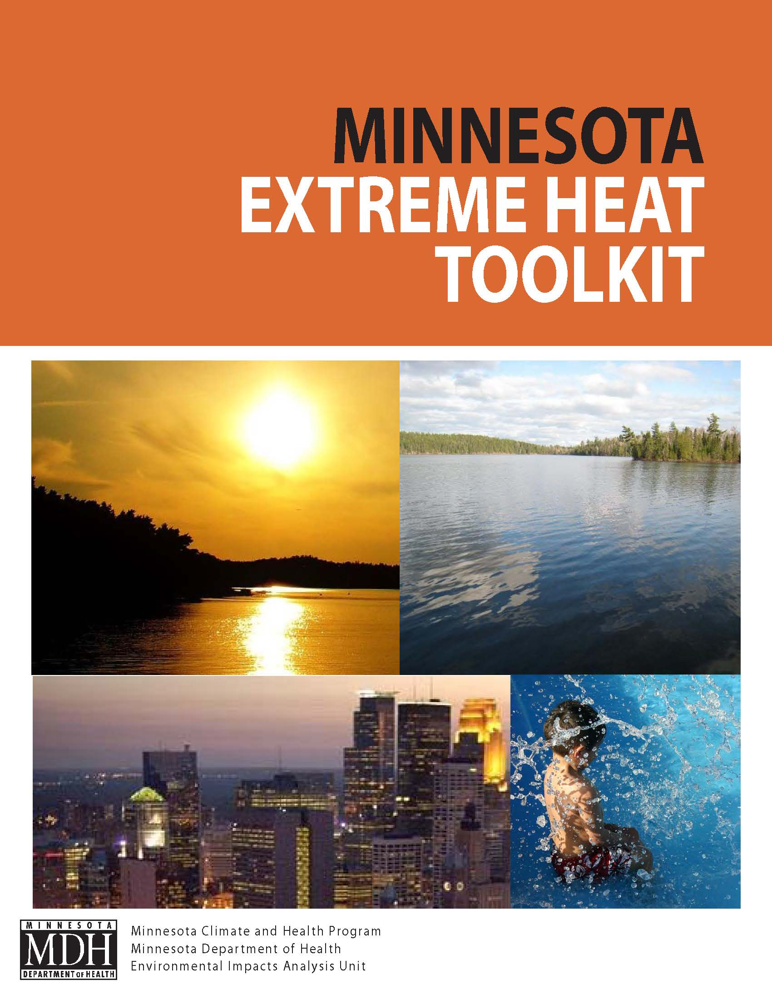 MINNESOTA
EXTREME HEAT
TOOLKIT
MINNESOTA
MDH
DEPARTMENT OF HEALTH
Minnesota Climate and Health Program
Minnesota Department of Health
Environmental Impacts Analysis Unit